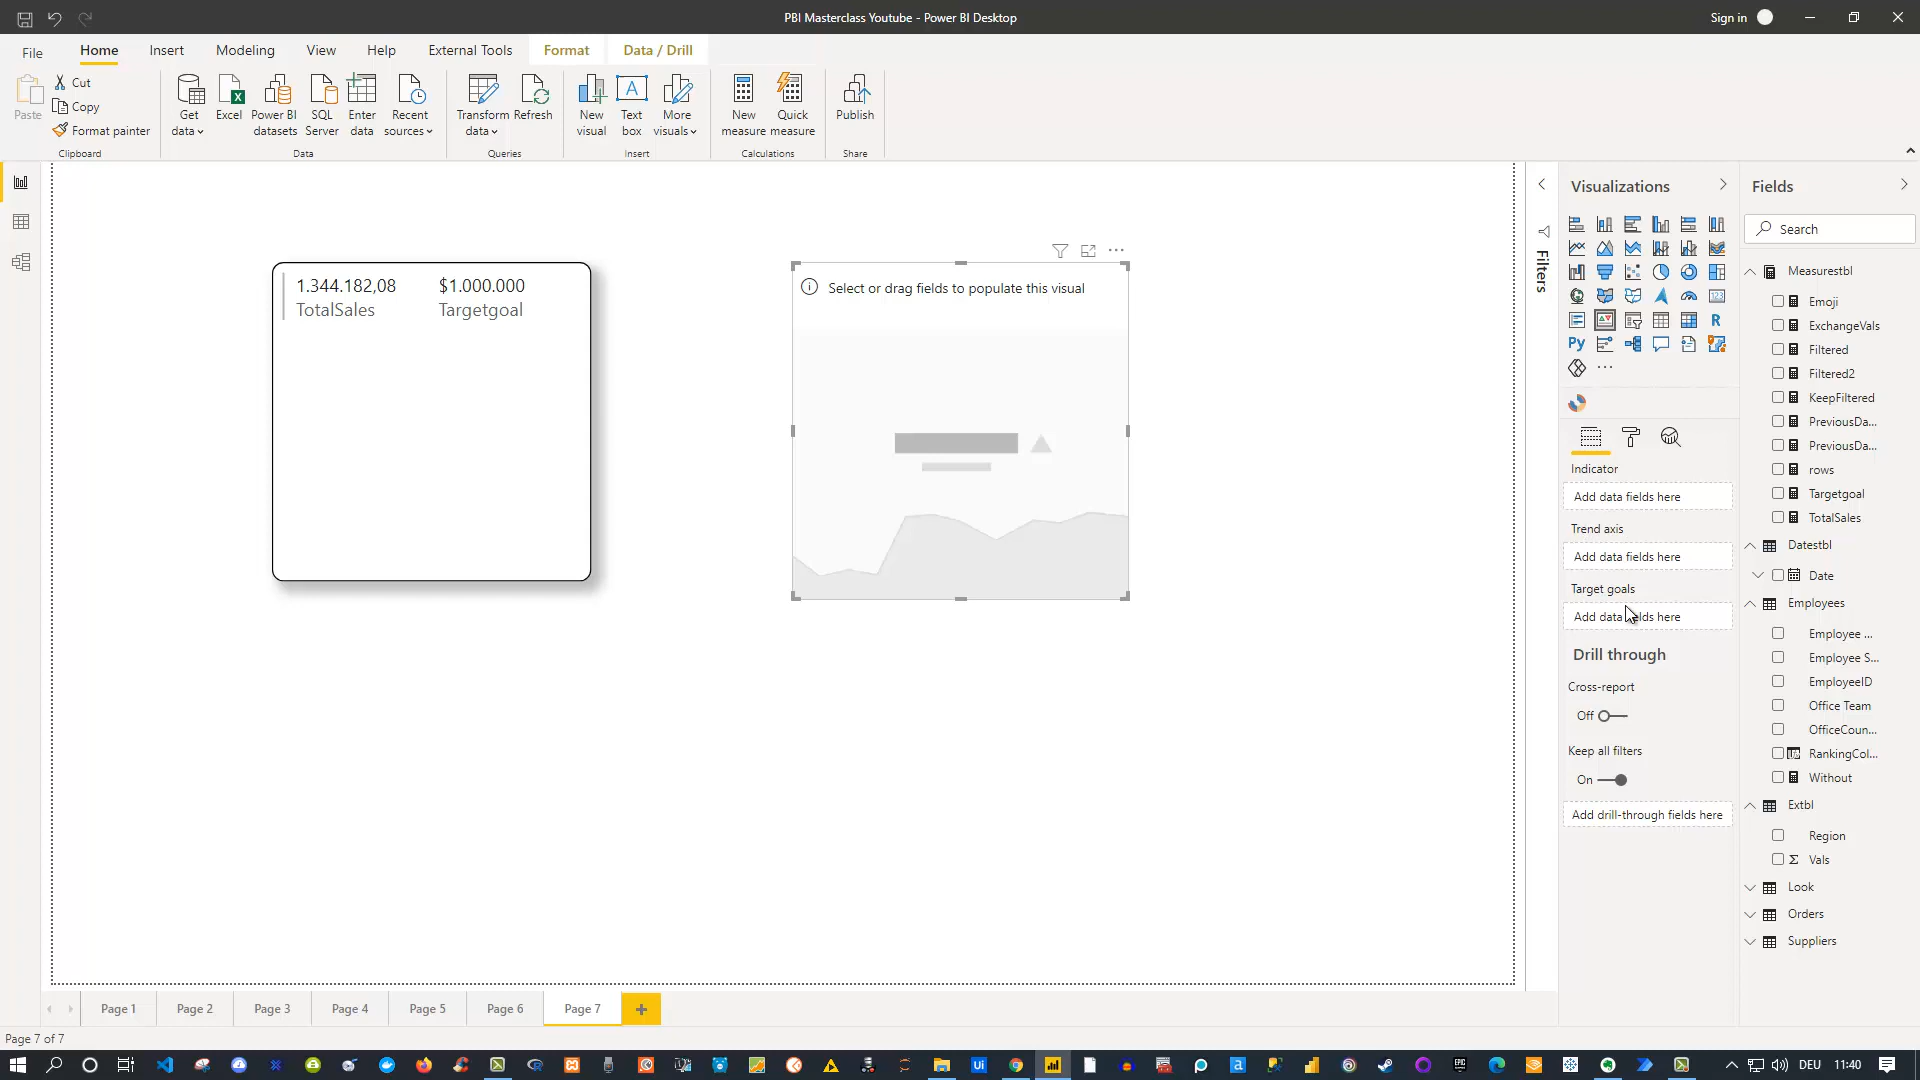 PBI Masterclass Youtube - Power BI Desktop
Sign in
File
Home
Insert
Modeling
View
Help
External Tools
Format
Data / Drill
Paste
Cut
Copy
Format painter
Clipboard
Get data
Excel
Power BI datasets
SQL Server
Enter data
Recent sources
Data
Transform data
Refresh
Queries
New visual
Text box
More visuals
Insert
New measure
Quick measure
Calculations
Publish
Share
1.344.182,08
TotalSales
$1.000.000
Targetgoal
Select or drag fields to populate this visual
Filters
Visualizations
Indicator
Add data fields here
Trend axis
Add data fields here
Target goals
Drill through
Cross-report
Off
Keep all filters
On
Add drill-through fields here
Fields
Search
Measurestbl
Emoji
ExchangeVals
Filtered
Filtered2
KeepFiltered
PreviousDa...
PreviousDa...
rows
Targetgoal
TotalSales
Datestbl
Date
Employees
Employee ...
Employee S...
EmployeeID
Office Team
OfficeCoun...
RankingCol...
Without
Extbl
Region
Vals
Look
Orders
Suppliers
Page 1
Page 2
Page 3
Page 4
Page 5
Page 6
Page 7
Page 7 of 7
DEU
11:40